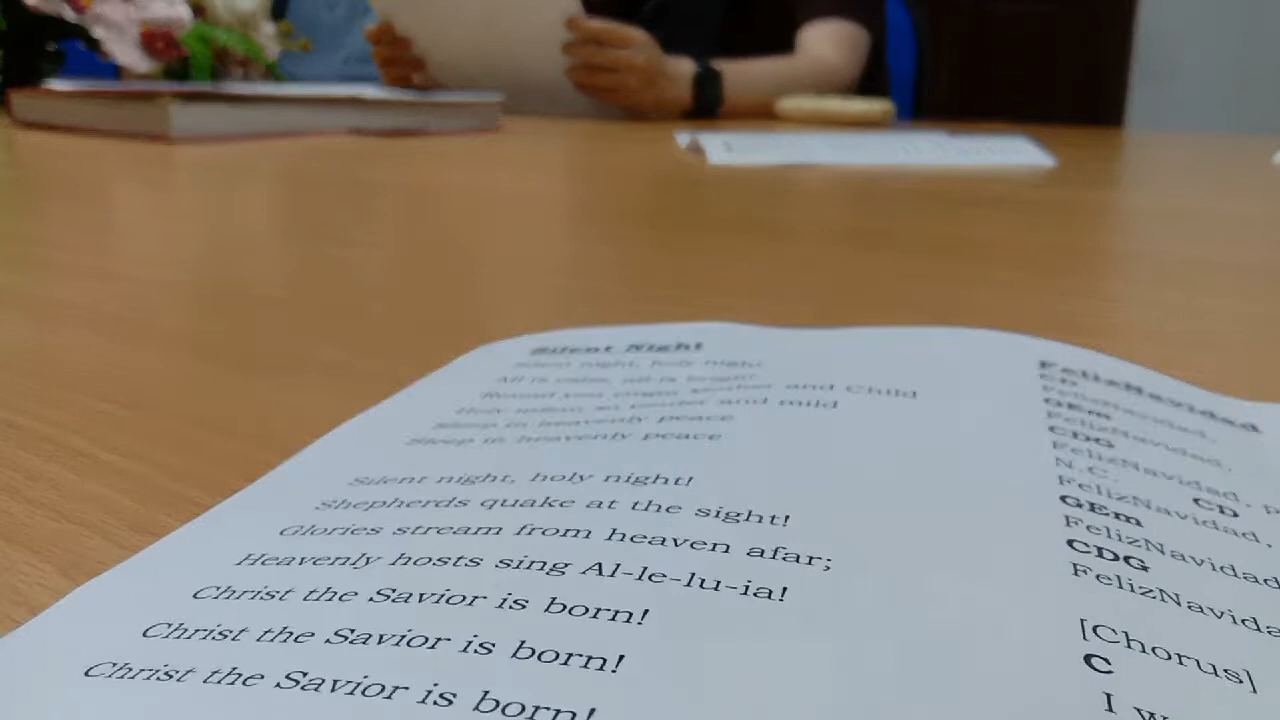 Silent Night
Silent night, holy night
All is calm, all is bright
Round yon virgin mother and Child
Holy infant so tender and mild
Sleep in heavenly peace
Sleep in heavenly peace
Silent night, holy night!
Shepherds quake at the sight!
Glories stream from heaven afar;
Heavenly hosts sing Al-le-lu-ia!
Christ the Savior is born!
Christ the Savior is born!
Christ the Savior is born!
FelizNavidad
CD
FelizNavidad,
GEm
FelizNavidad,
CDG
FelizNavidad, p
N.C. CD
FelizNavidad,
GEm
FelizNavidad
CDG
FelizNavida
[Chorus]
C
I w